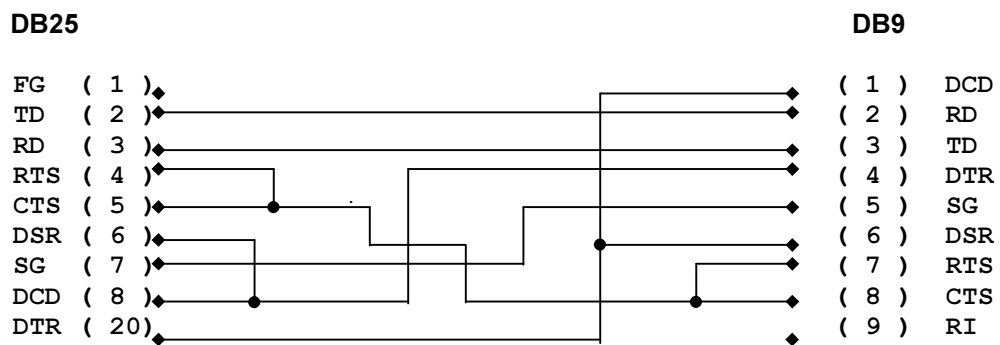 DB25 DB9
FG ( 1 ) ( 1 ) DCD
TD ( 2 ) ( 2 ) RD
RD ( 3 ) ( 3 ) TD
RTS ( 4 ) ( 4 ) DTR
CTS ( 5 ) ( 5 ) SG
DSR ( 6 ) ( 6 ) DSR
SG ( 7 ) ( 7 ) RTS
DCD ( 8 ) ( 8 ) CTS
DTR ( 20) ( 9 ) RI